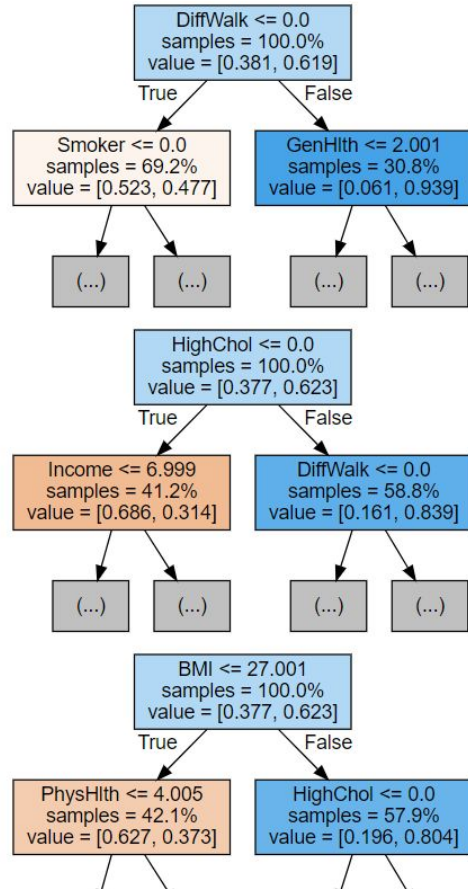 DiffWalk <= 0.0
samples = 100.0%
value = [0.381, 0.619]
True
False
Smoker <= 0.0
samples = 69.2%
value = [0.523, 0.477]
GenHlth <= 2.001
samples = 30.8%
value = [0.061, 0.939]
(...)
(...)
(...)
(...)
HighChol <= 0.0
samples = 100.0%
value = [0.377, 0.623]
True
False
Income <= 6.999
samples = 41.2%
value = [0.686, 0.314]
DiffWalk <= 0.0
samples = 58.8%
value = [0.161, 0.839]
(...)
(...)
(...)
(...)
BMI <= 27.001
samples = 100.0%
value = [0.377, 0.623]
True
False
PhysHlth <= 4.005
samples = 42.1%
value = [0.627, 0.373]
HighChol <= 0.0
samples = 57.9%
value = [0.196, 0.804]